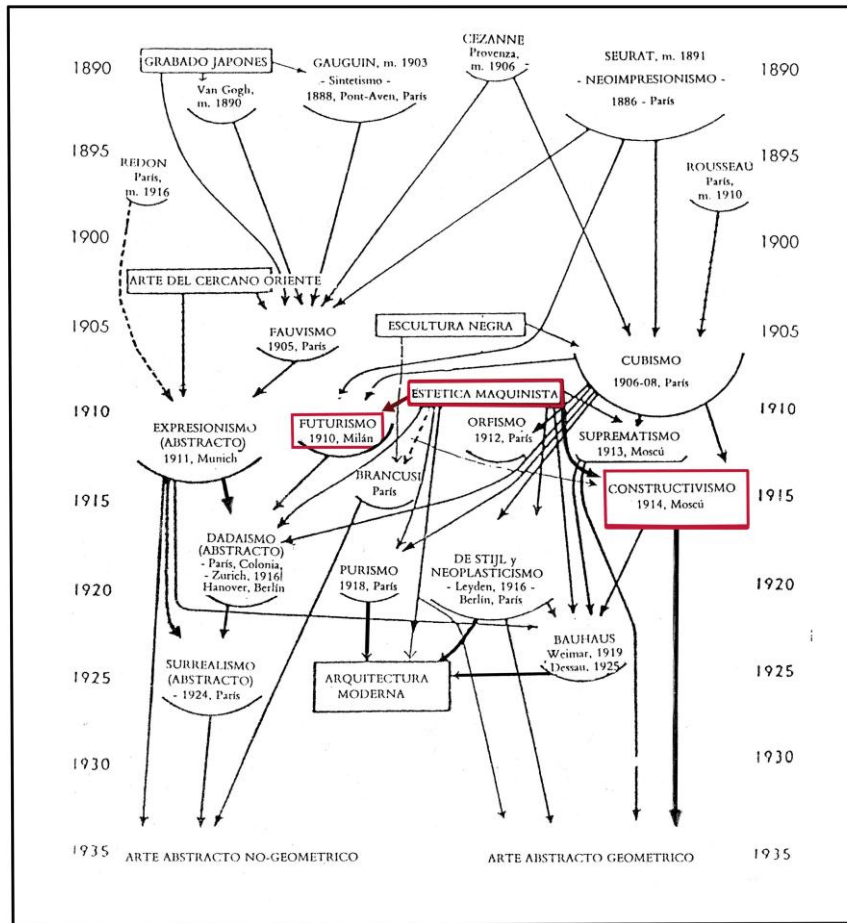 1890
GRABADO JAPONES
Van Gogh,
m. 1890
GAUGUIN, m. 1903
- Sintetismo -
1888, Pont-Aven, París
CEZANNE
Provenza,
m. 1906
SEURAT, m. 1891
- NEOIMPRESIONISMO -
1886 - París
1890
1895
REDON
París,
m. 1916
ROUSSEAU
París,
m. 1910
1895
1900
1900
ARTE DEL CERCANO ORIENTE
1905
FAUVISMO
1905, París
ESCULTURA NEGRA
CUBISMO
1906-08, París
1905
1910
EXPRESIONISMO
(ABSTRACTO)
1911, Munich
FUTURISMO
1910, Milán
ESTETICA MAQUINISTA
ORFISMO
1912, París
SUPREMATISMO
1913, Moscú
1910
BRANCUSI
París
CONSTRUCTIVISMO
1914, Moscú
1915
1915
DADAISMO
(ABSTRACTO)
- París, Colonia,
- Zurich, 1916
Hanover, Berlín
PURISMO
1918, París
DE STIJL y
NEOPLASTICISMO
- Leyden, 1916 -
Berlín, París
1920
1920
BAUHAUS
Weimar, 1919
Dessau, 1925
SURREALISMO
(ABSTRACTO)
- 1924, París
ARQUITECTURA
MODERNA
1925
1925
1930
1930
1935
ARTE ABSTRACTO NO-GEOMETRICO
ARTE ABSTRACTO GEOMETRICO
1935